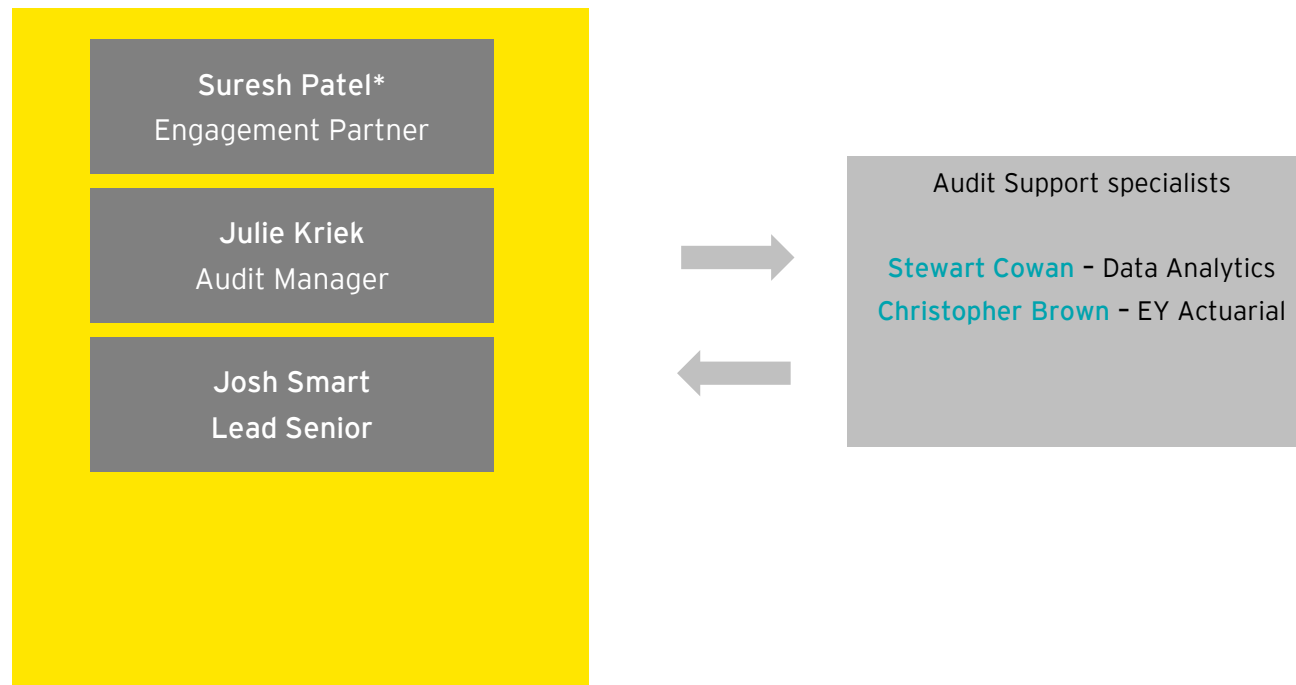 Suresh Patel*
Engagement Partner
Julie Kriek
Audit Manager
Josh Smart
Lead Senior
Audit Support specialists
Stewart Cowan – Data Analytics
Christopher Brown – EY Actuarial